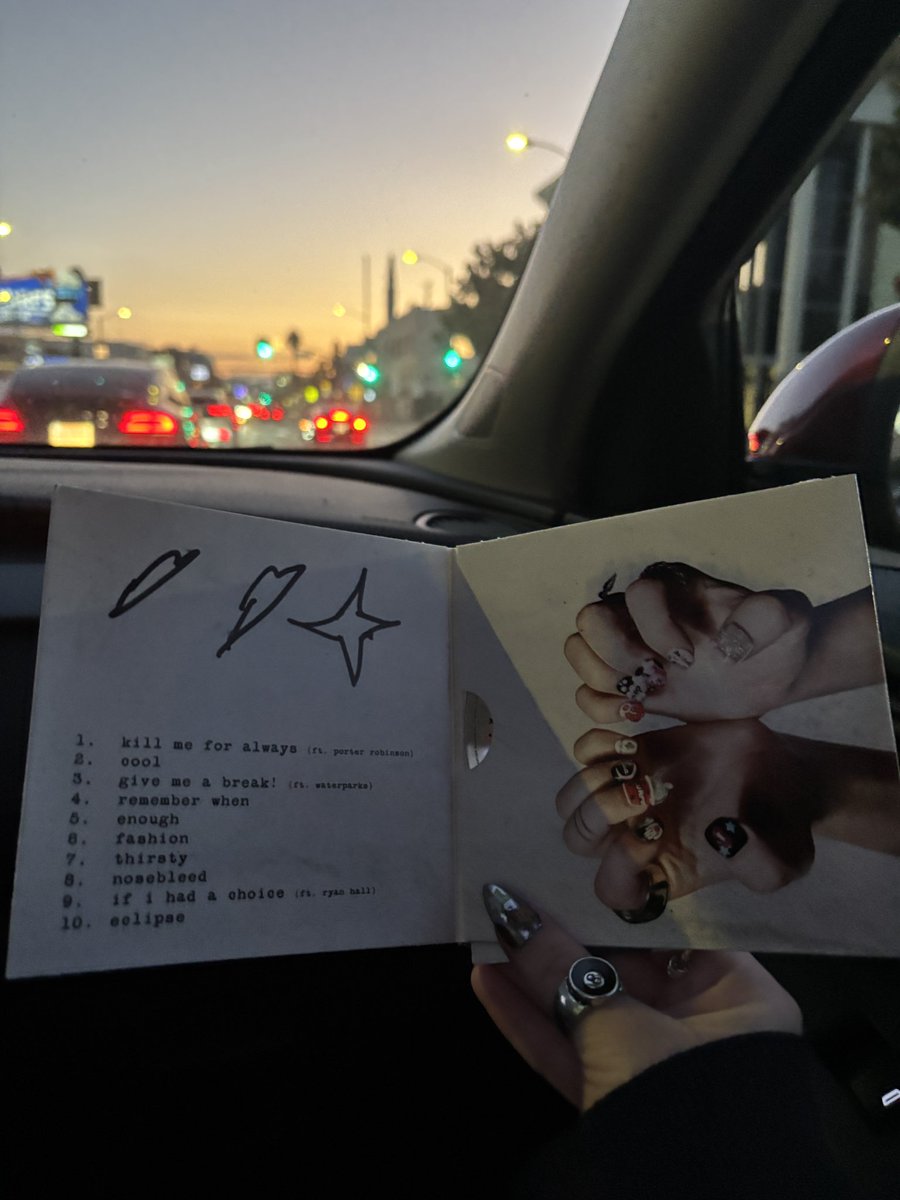 1. kill me for always (ft. porter robinson)
2. cool
3. give me a break! (ft. waterparks)
4. remember when
5. enough
6. fashion
7. thirsty
8. nosebleed
9. if i had a choice (ft. ryan hall)
10. eclipse
8